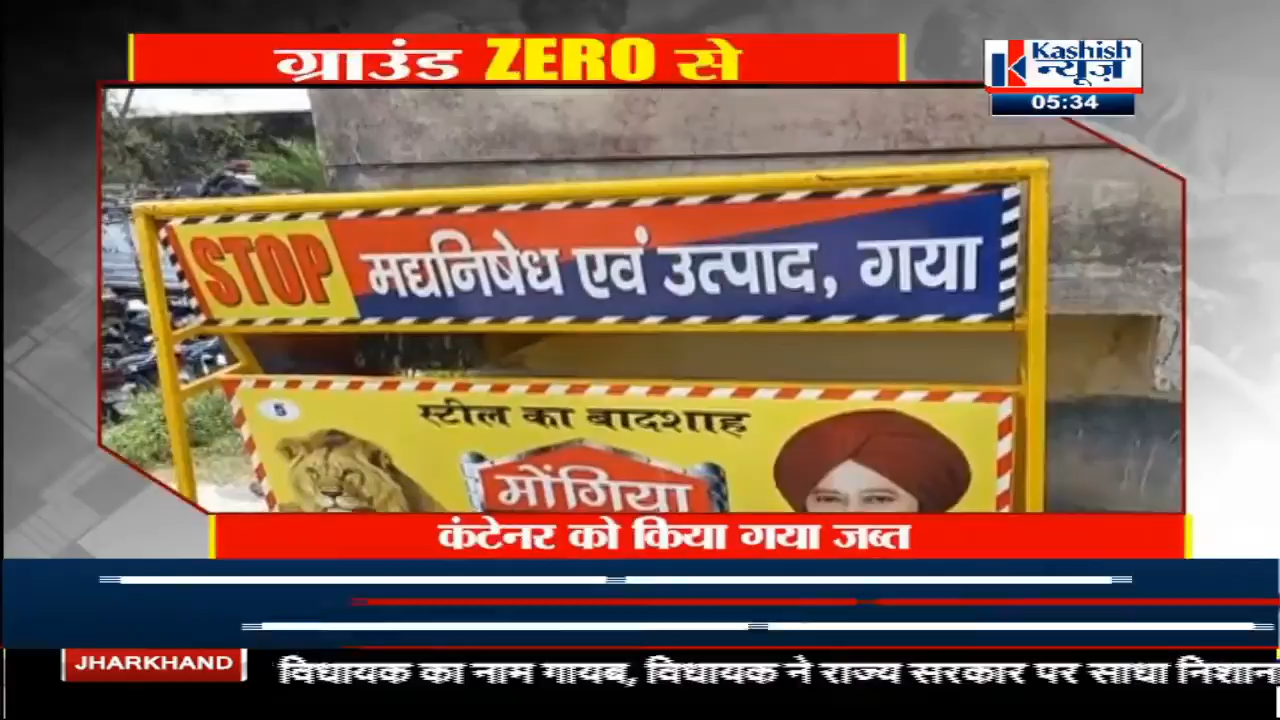 ग्राउंड ZERO से
Kashish
न्यूज़
05:34
STOP मद्यनिषेध एवं उत्पाद, गया
5
स्टील का बादशाह
मोंगिया
कंटेनर को किया गया जब्त
JHARKHAND विधायक का नाम गायब, विधायक ने राज्य सरकार पर साधा निशाना